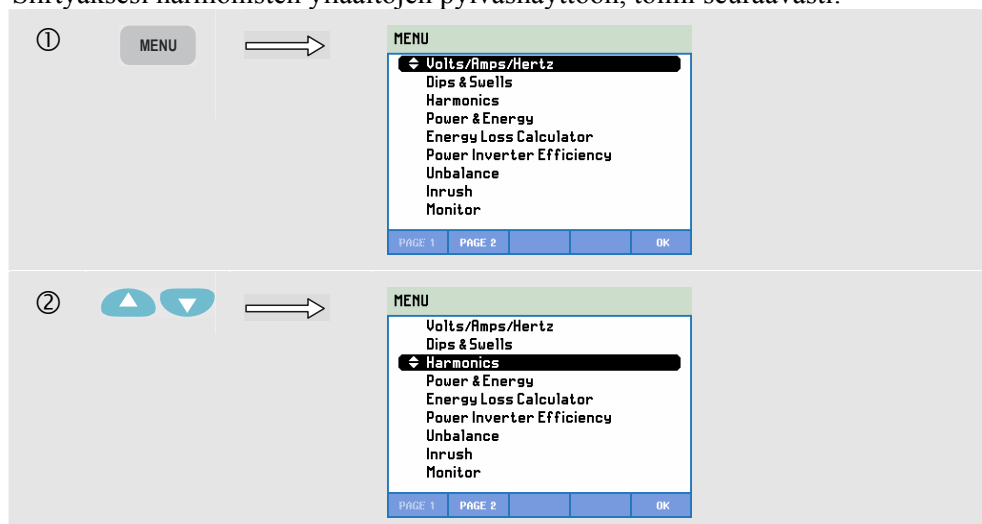 Siirtyäksesi harmonisten yliaaltojen pylväsnäyttöön, toimi seuraavasti:
①
MENU
MENU
Volts/Amps/Hertz
Dips & Swells
Harmonics
Power & Energy
Energy Loss Calculator
Power Inverter Efficiency
Unbalance
Inrush
Monitor
PAGE 1 PAGE 2 OK
②
MENU
Volts/Amps/Hertz
Dips & Swells
Harmonics
Power & Energy
Energy Loss Calculator
Power Inverter Efficiency
Unbalance
Inrush
Monitor
PAGE 1 PAGE 2 OK